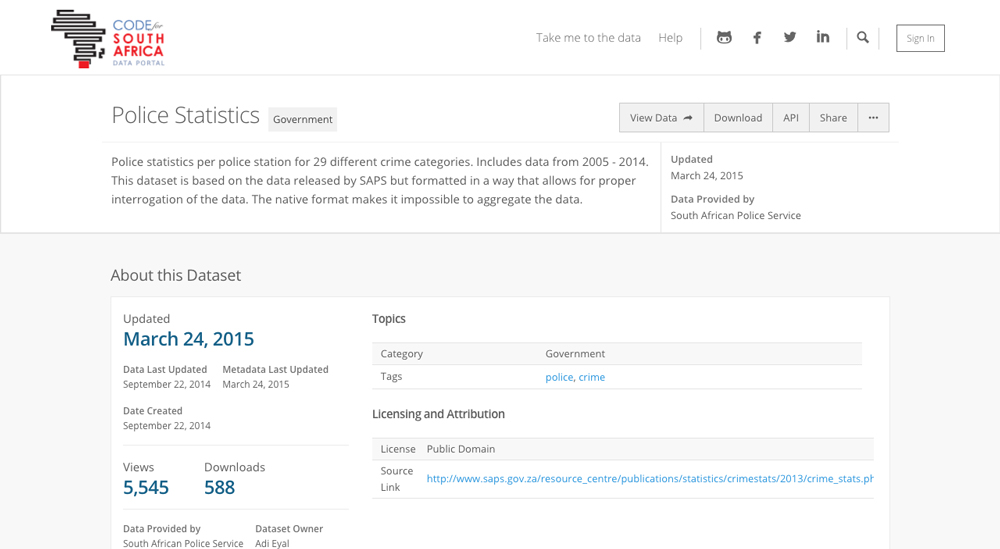 CODE for
SOUTH
AFRICA
DATA PORTAL
Take me to the data Help
Sign In
Police Statistics Government
View Data Download API Share ...
Police statistics per police station for 29 different crime categories. Includes data from 2005 - 2014.
This dataset is based on the data released by SAPS but formatted in a way that allows for proper
interrogation of the data. The native format makes it impossible to aggregate the data.
Updated
March 24, 2015
Data Provided by
South African Police Service
About this Dataset
Updated
March 24, 2015
Data Last Updated Metadata Last Updated
September 22, 2014 March 24, 2015
Date Created
September 22, 2014
Views Downloads
5,545 588
Data Provided by Dataset Owner
South African Police Service Adi Eyal
Topics
Category Government
Tags police, crime
Licensing and Attribution
License Public Domain
Source
Link
http://www.saps.gov.za/resource_centre/publications/statistics/crimestats/2013/crime_stats.ph